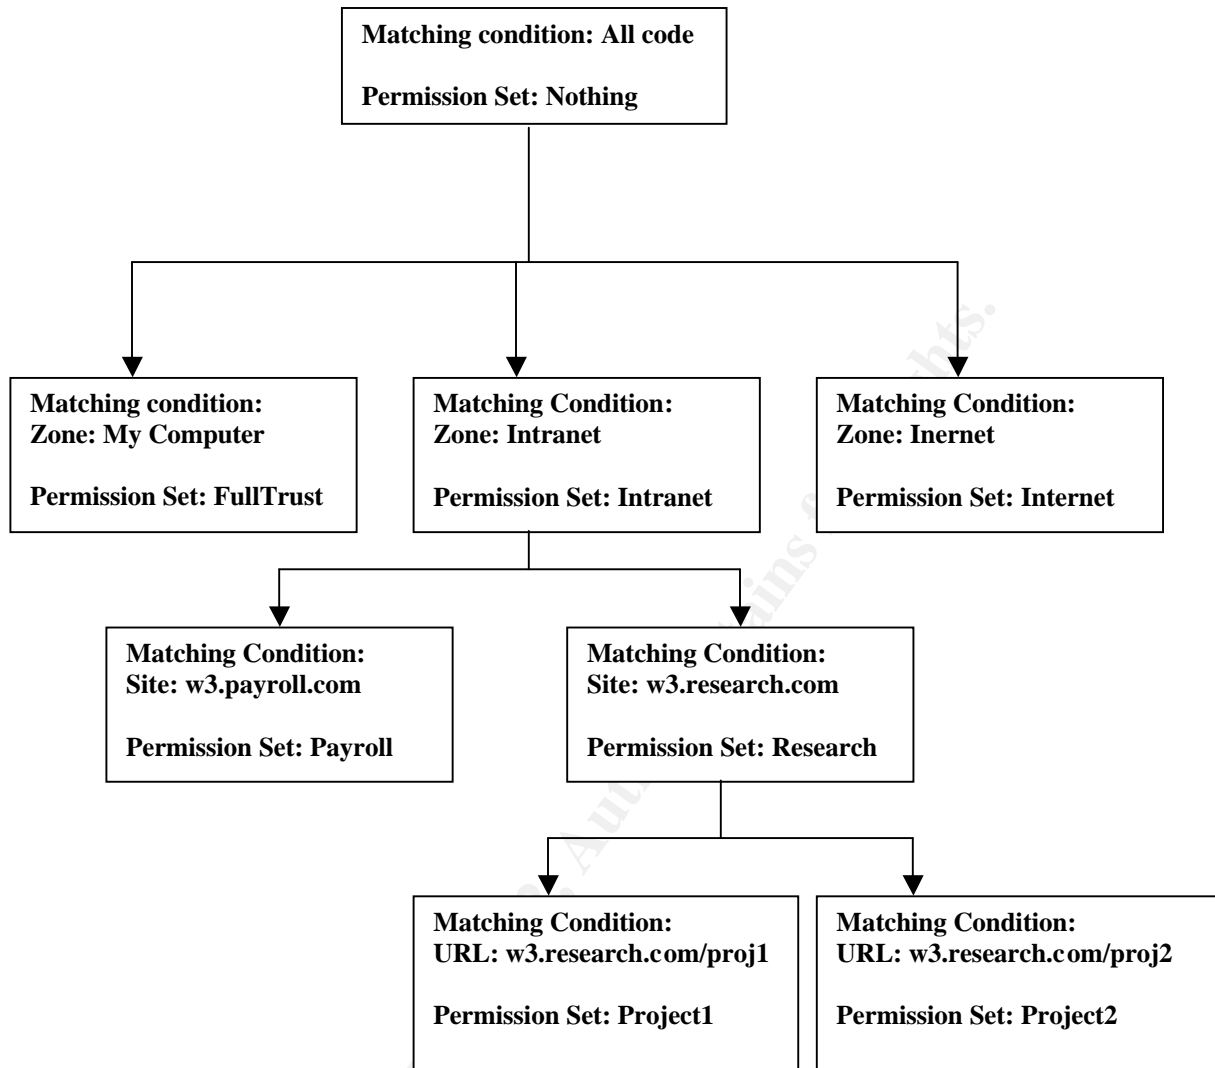 Matching condition: All code
Permission Set: Nothing
Matching condition:
Zone: My Computer
Permission Set: FullTrust
Matching Condition:
Zone: Intranet
Permission Set: Intranet
Matching Condition:
Zone: Inernet
Permission Set: Internet
Matching Condition:
Site: w3.payroll.com
Permission Set: Payroll
Matching Condition:
Site: w3.research.com
Permission Set: Research
Matching Condition:
URL: w3.research.com/proj1
Permission Set: Project1
Matching Condition:
URL: w3.research.com/proj2
Permission Set: Project2